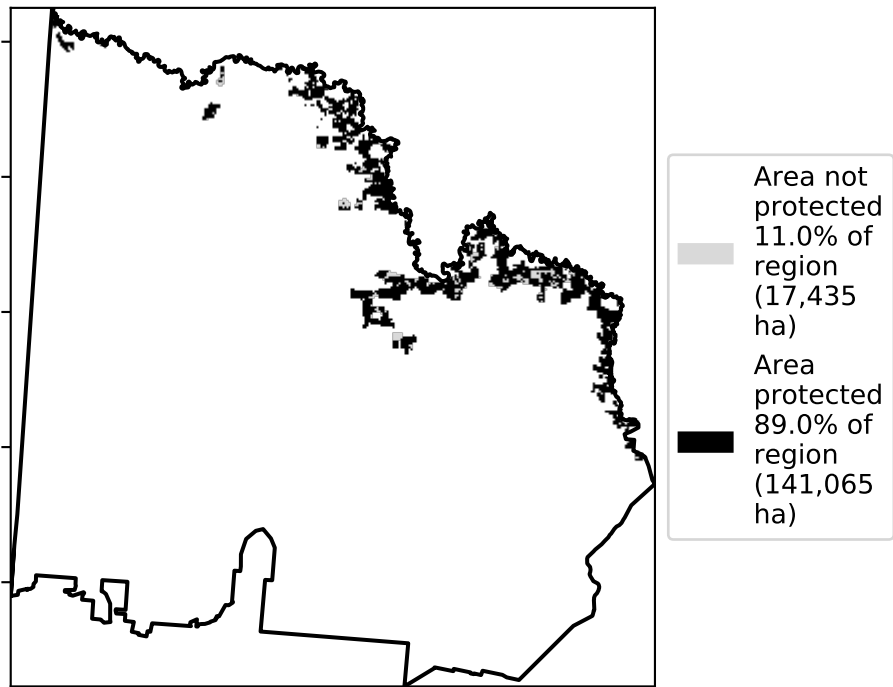 Area not
protected
11.0% of
region
(17,435
ha)
Area
protected
89.0% of
region
(141,065
ha)